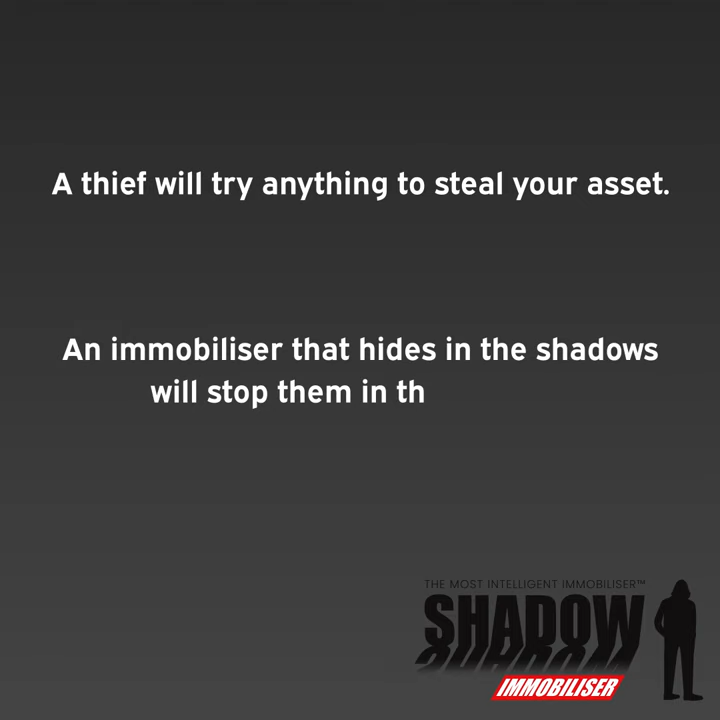 A thief will try anything to steal your asset.
An immobiliser that hides in the shadows
will stop them in th
THE MOST INTELLIGENT IMMOBILISER™
SHADOW
IMMOBILISER